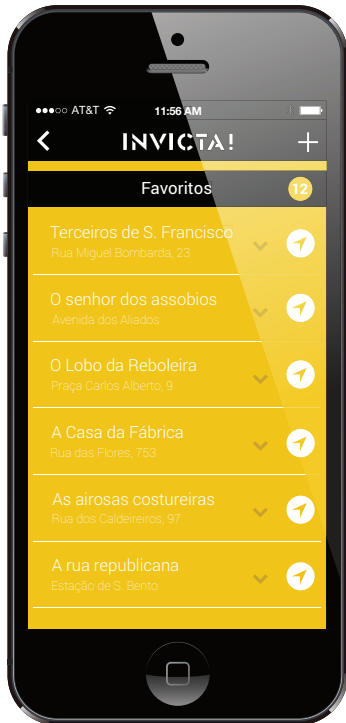 AT&T
11:56 AM
INVICTA!
Favoritos
12
Terceiros de S. Francisco
Rua Miguel Bombarda, 23
O senhor dos assobios
Avenida dos Aliados
O Lobo da Reboleira
Praça Carlos Alberto, 9
A Casa da Fábrica
Rua das Flores, 753
As airosas costureiras
Rua dos Caldeireiros, 97
A rua republicana
Estação de S. Bento